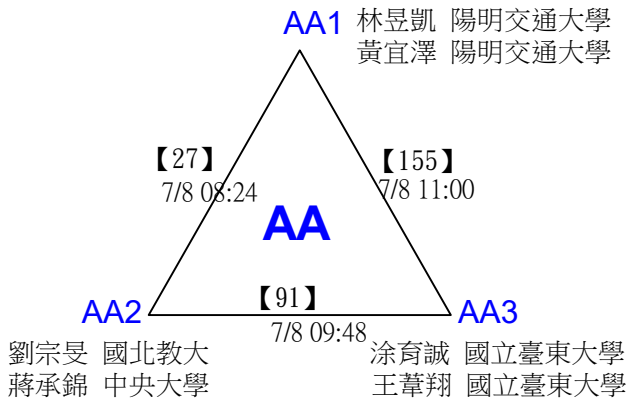 AA1 林昱凱 陽明交通大學
黃宜澤 陽明交通大學
【27】
7/8 08:24
【155】
7/8 11:00
AA
AA2
【91】
7/8 09:48
AA3
劉宗旻 國北教大
蔣承錦 中央大學
涂育誠 國立臺東大學
王葦翔 國立臺東大學